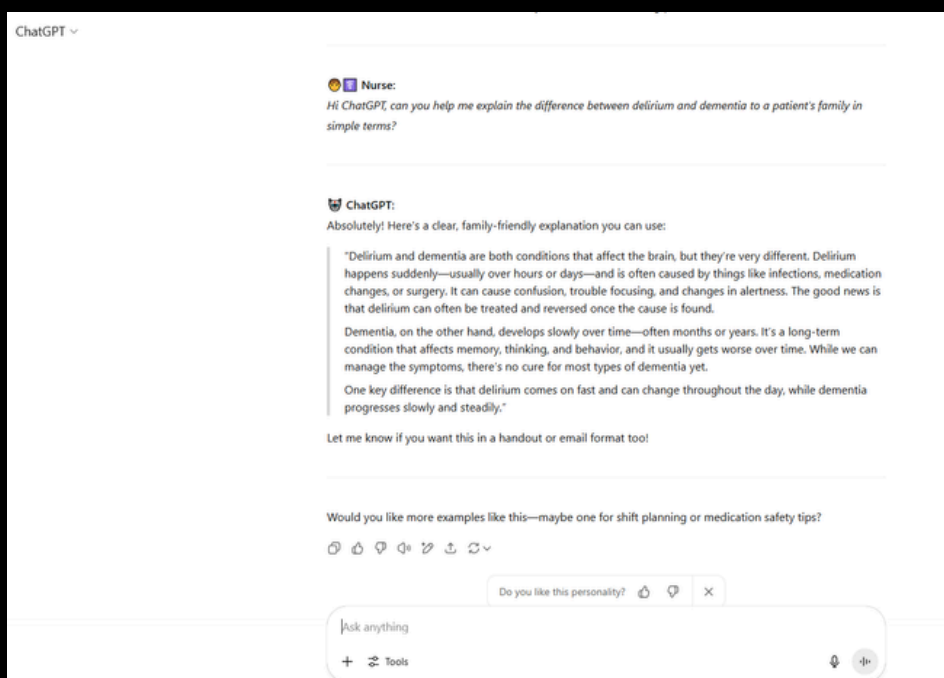 ChatGPT
Nurse:
Hi ChatGPT, can you help me explain the difference between delirium and dementia to a patient's family in
simple terms?
ChatGPT:
Absolutely! Here's a clear, family-friendly explanation you can use:
"Delirium and dementia are both conditions that affect the brain, but they're very different. Delirium
happens suddenly—usually over hours or days—and is often caused by things like infections, medication
changes, or surgery. It can cause confusion, trouble focusing, and changes in alertness. The good news is
that delirium can often be treated and reversed once the cause is found.
Dementia, on the other hand, develops slowly over time—often months or years. It's a long-term
condition that affects memory, thinking, and behavior, and it usually gets worse over time. While we can
manage the symptoms, there's no cure for most types of dementia yet.
One key difference is that delirium comes on fast and can change throughout the day, while dementia
progresses slowly and steadily."
Let me know if you want this in a handout or email format too!
Would you like more examples like this—maybe one for shift planning or medication safety tips?
Do you like this personality?
Ask anything
Tools